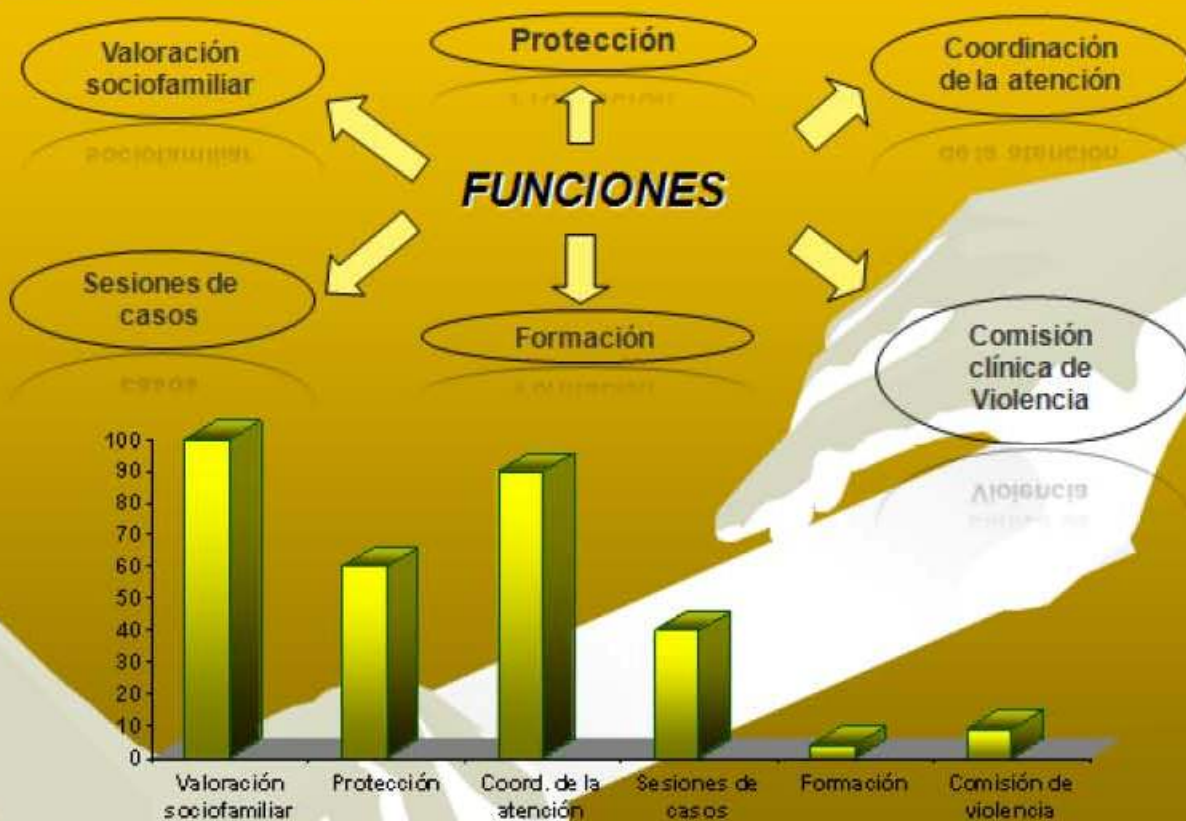 Valoración
sociofamiliar
Protección
Coordinación
de la atención
FUNCIONES
Sesiones de
casos
Formación
Comisión
clínica de
Violencia
100
90
80
70
60
50
40
30
20
10
0
Valoración
sociofamiliar
Protección
Coord. de la
atención
Sesiones de
casos
Formación
Comisión de
violencia